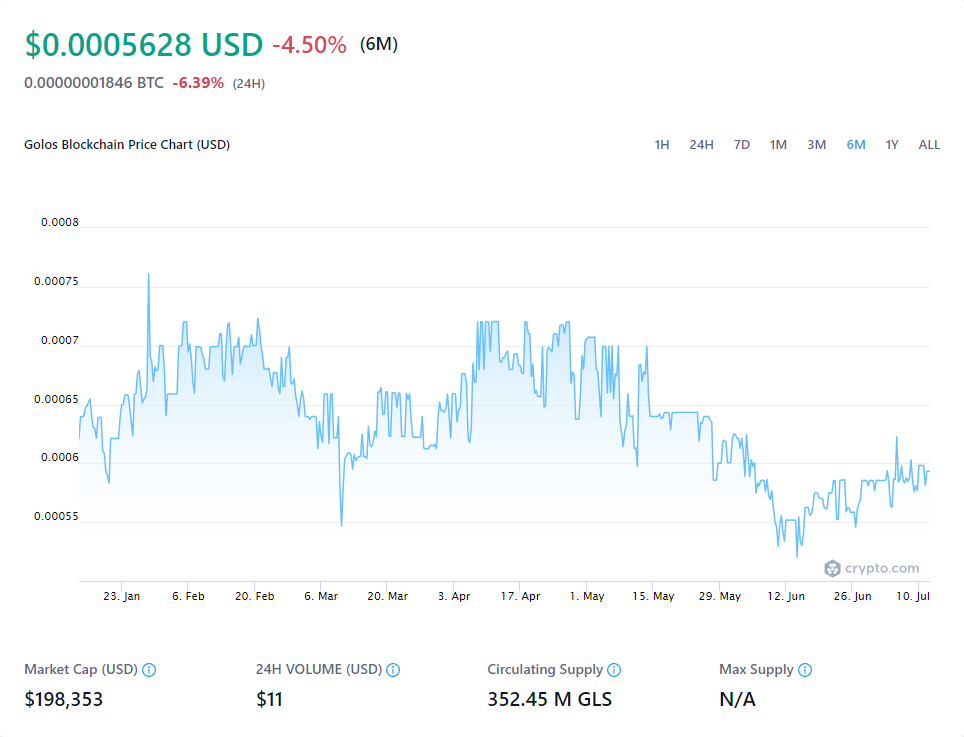 $0.0005628 USD -4.50% (6M)
0.00000001846 BTC -6.39% (24H)
Golos Blockchain Price Chart (USD) 1H 24H 7D 1M 3M 6M 1Y ALL
0.0008
0.00075
0.0007
0.00065
0.0006
0.00055
crypto.com
23. Jan 6. Feb 20. Feb 6. Mar 20. Mar 3. Apr 17. Apr 1. May 15. May 29. May 12. Jun 26. Jun 10. Jul
Market Cap (USD) 24H VOLUME (USD) Circulating Supply Max Supply
$198,353 $11 352.45 M GLS N/A